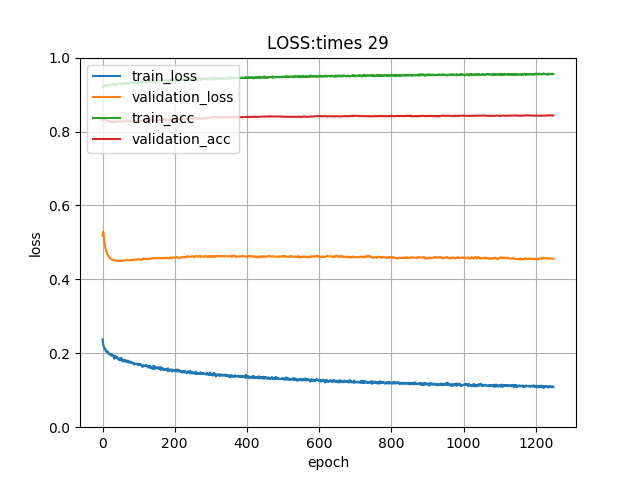 LOSS:times 29
1.0
0.8
0.6
0.4
0.2
0.0
loss
train_loss
validation_loss
train_acc
validation_acc
0 200 400 600 800 1000 1200
epoch